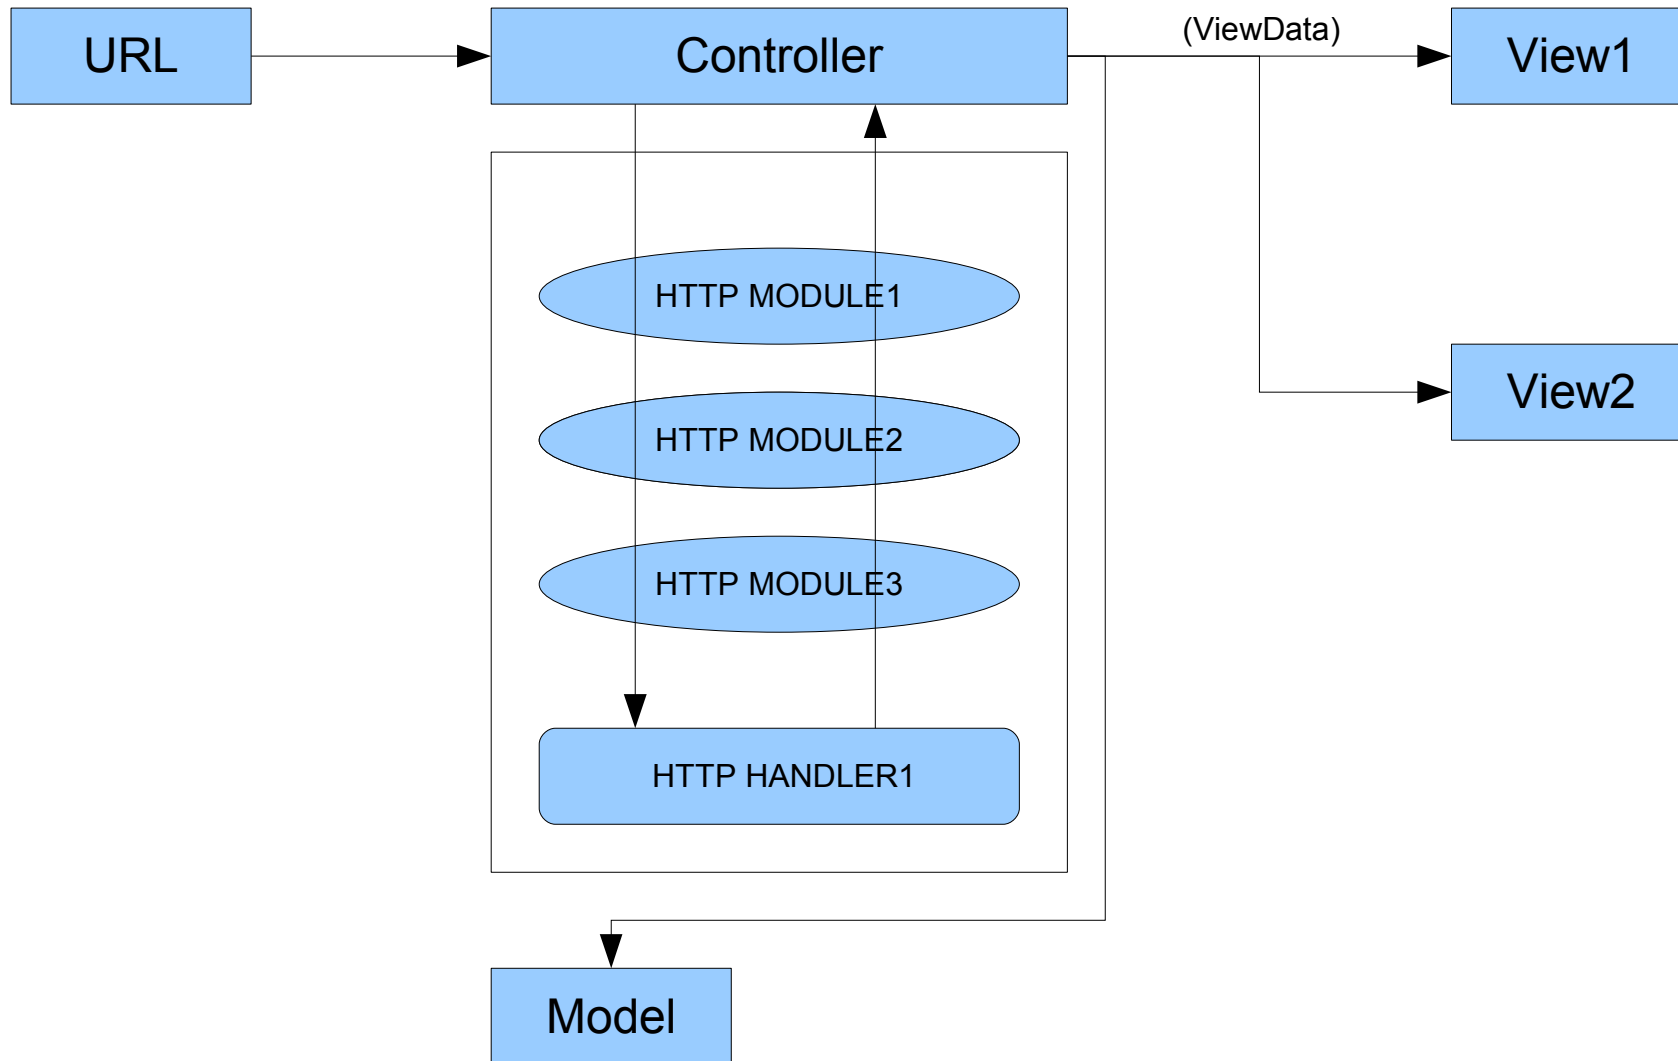 URL
Controller
(ViewData)
View1
HTTP MODULE1
View2
HTTP MODULE2
HTTP MODULE3
HTTP HANDLER1
Model